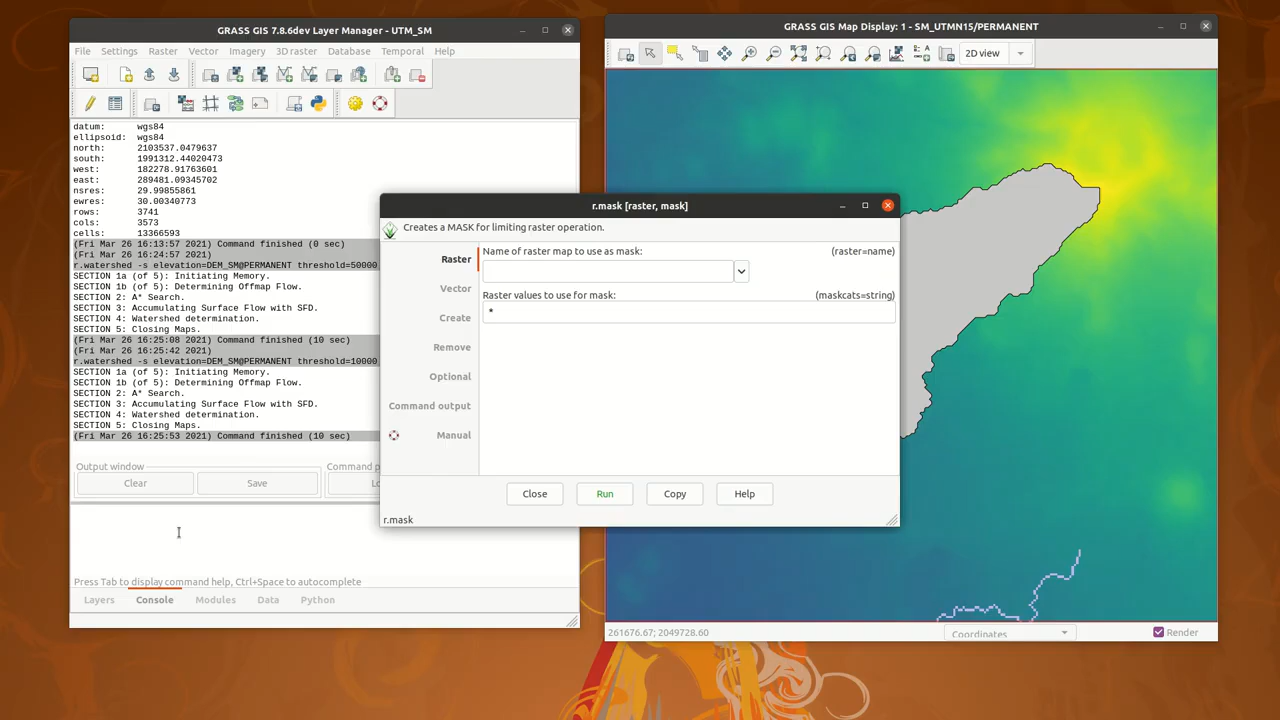 GRASS GIS 7.8.6dev Layer Manager - UTM_SM
File Settings Raster Vector Imagery 3D raster Database Temporal Help
datum: wgs84
ellipsoid: wgs84
north: 2103537.0479637
south: 1991312.44020473
west: 182278.91763601
east: 289481.09345702
nsres: 29.99855861
ewres: 30.00340773
rows: 3741
cols: 3573
cells: 13366593
(Fri Mar 26 16:13:57 2021) Command finished (0 sec)
(Fri Mar 26 16:24:57 2021)
r.watershed -s elevation=DEM_SM@PERMANENT threshold=50000
SECTION 1a (of 5): Initiating Memory.
SECTION 1b (of 5): Determining Offmap Flow.
SECTION 2: A* Search.
SECTION 3: Accumulating Surface Flow with SFD.
SECTION 4: Watershed determination.
SECTION 5: Closing Maps.
(Fri Mar 26 16:25:08 2021) Command finished (10 sec)
(Fri Mar 26 16:25:42 2021)
r.watershed -s elevation=DEM_SM@PERMANENT threshold=10000
SECTION 1a (of 5): Initiating Memory.
SECTION 1b (of 5): Determining Offmap Flow.
SECTION 2: A* Search.
SECTION 3: Accumulating Surface Flow with SFD.
SECTION 4: Watershed determination.
SECTION 5: Closing Maps.
(Fri Mar 26 16:25:53 2021) Command finished (10 sec)
Output window
Clear Save
Command p
Press Tab to display command help, Ctrl+Space to autocomplete
Layers Console Modules Data Python
r.mask [raster, mask]
Creates a MASK for limiting raster operation.
Raster
Vector
Create
Remove
Optional
Command output
Manual
Name of raster map to use as mask: (raster=name)
Raster values to use for mask: (maskcats=string)
*
Close Run Copy Help
r.mask
GRASS GIS Map Display: 1 - SM_UTMN15/PERMANENT
2D view
261676.67; 2049728.60
Coordinates
Render